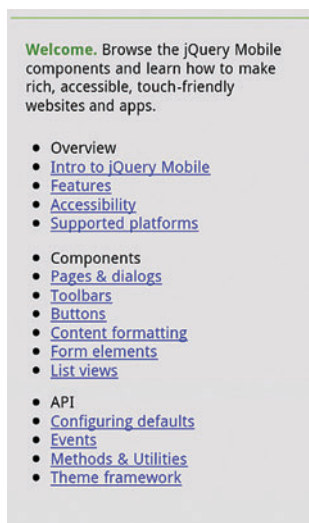 Welcome. Browse the jQuery Mobile
components and learn how to make
rich, accessible, touch-friendly
websites and apps.
• Overview
• Intro to jQuery Mobile
• Features
• Accessibility
• Supported platforms
• Components
• Pages & dialogs
• Toolbars
• Buttons
• Content formatting
• Form elements
• List views
• API
• Configuring defaults
• Events
• Methods & Utilities
• Theme framework